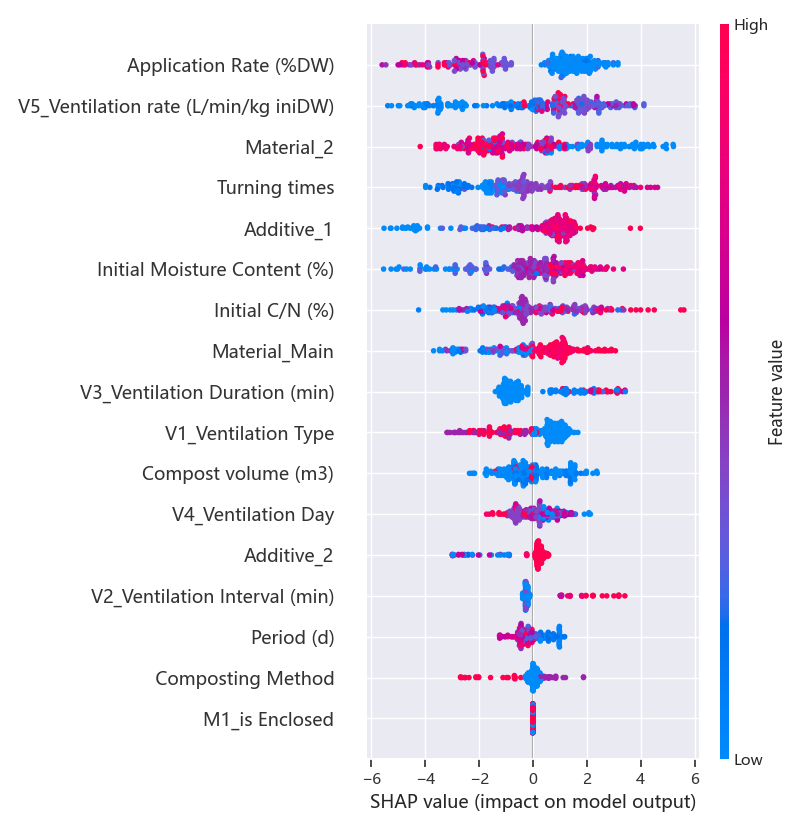 High
Application Rate (%DW)
V5_Ventilation rate (L/min/kg iniDW)
Material_2
Turning times
Additive_1
Initial Moisture Content (%)
Initial C/N (%)
Material_Main
V3_Ventilation Duration (min)
V1_Ventilation Type
Compost volume (m3)
V4_Ventilation Day
Additive_2
V2_Ventilation Interval (min)
Period (d)
Composting Method
M1_is Enclosed
Feature value
Low
−6 −4 −2 0 2 4 6
SHAP value (impact on model output)